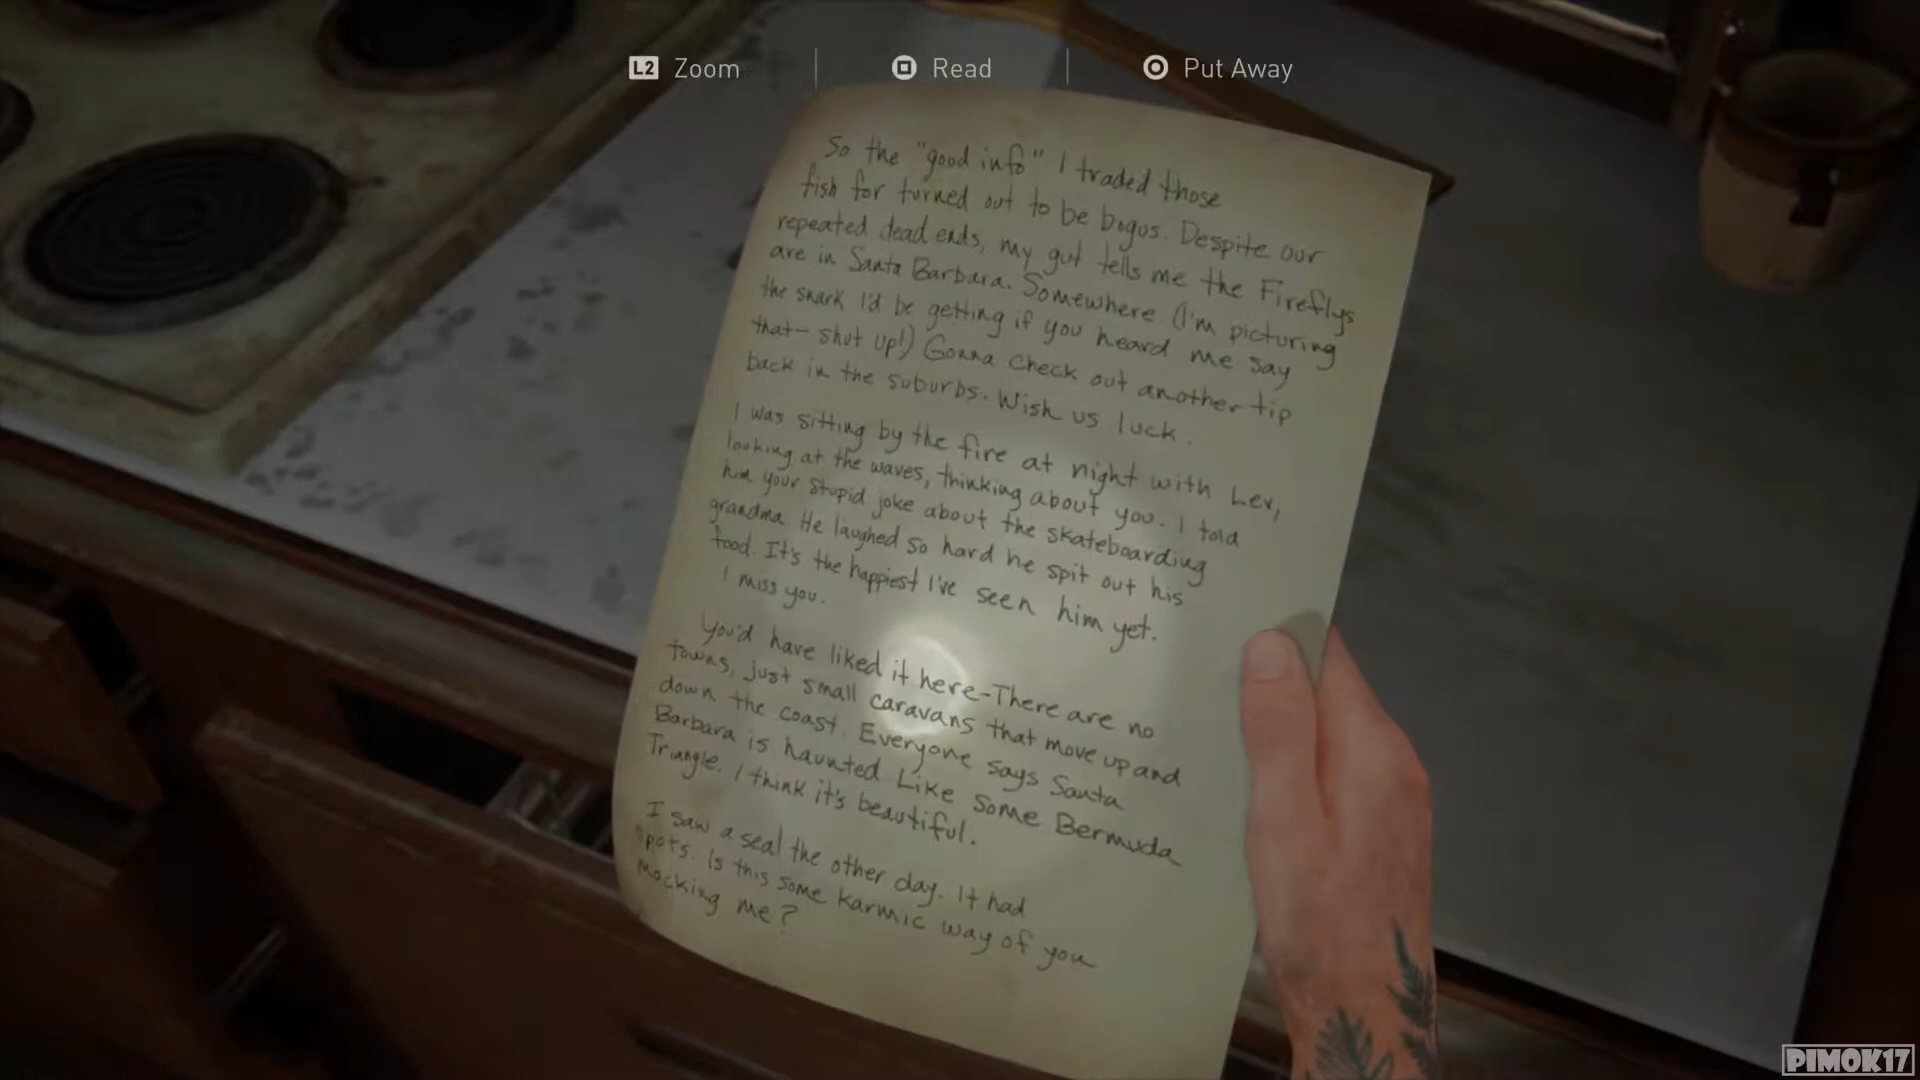 L2 Zoom | Read | Put Away
So the "good info" I traded those
fish for turned out to be bogus. Despite our
repeated dead ends, my gut tells me the Fireflys
are in Santa Barbara. Somewhere (I'm picturing
the snark I'd be getting if you heard me say
that- shut up!) Gonna check out another tip
back in the suburbs. Wish us luck.
I was sitting by the fire at night with Lev,
looking at the waves, thinking about you. I told
him your stupid joke about the skateboarding
grandma. He laughed so hard he spit out his
food. It's the happiest I've seen him yet.
I miss you.
You'd have liked it here-There are no
towns, just small caravans that move up and
down the coast. Everyone says Santa
Barbara is haunted. Like some Bermuda
Triangle. I think it's beautiful.
I saw a seal the other day. It had
spots. Is this some karmic way of you
mocking me?
PIMOK17